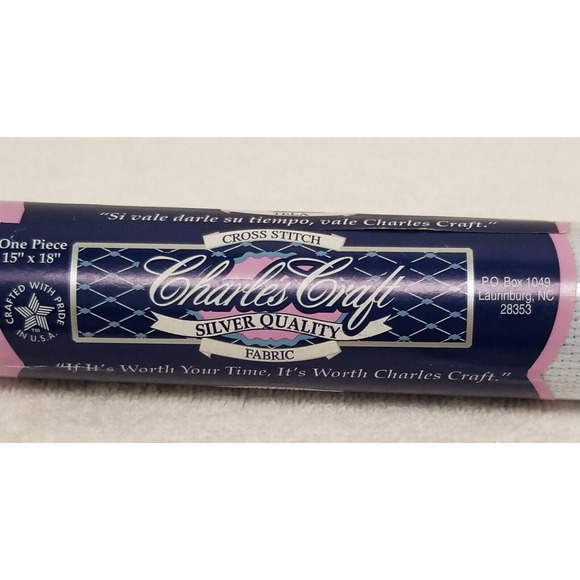 TELA
"Si vale darle su tiempo, vale Charles Craft."
CROSS STITCH
One Piece
15" x 18"
Charles Craft
SILVER QUALITY
FABRIC
CRAFTED WITH PRIDE
IN U.S.A.
P.O. Box 1049
Laurinburg, NC
28353
"If It's Worth Your Time, It's Worth Charles Craft."